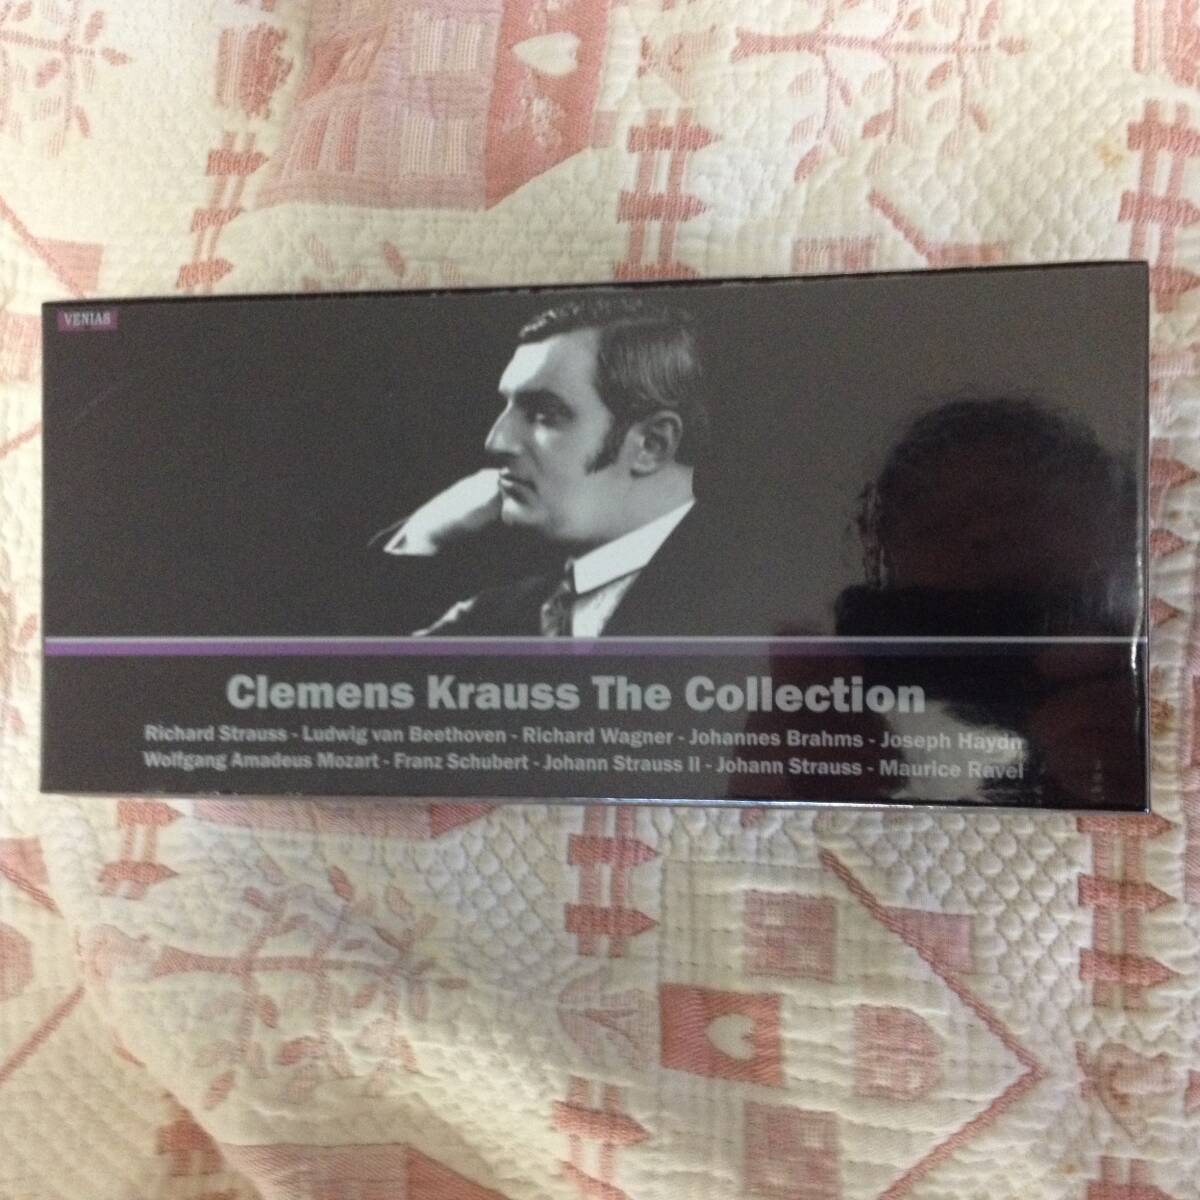 VENIAS
Clemens Krauss The Collection
Richard Strauss - Ludwig van Beethoven - Richard Wagner - Johannes Brahms - Joseph Haydn
Wolfgang Amadeus Mozart - Franz Schubert - Johann Strauss II - Johann Strauss - Maurice Ravel